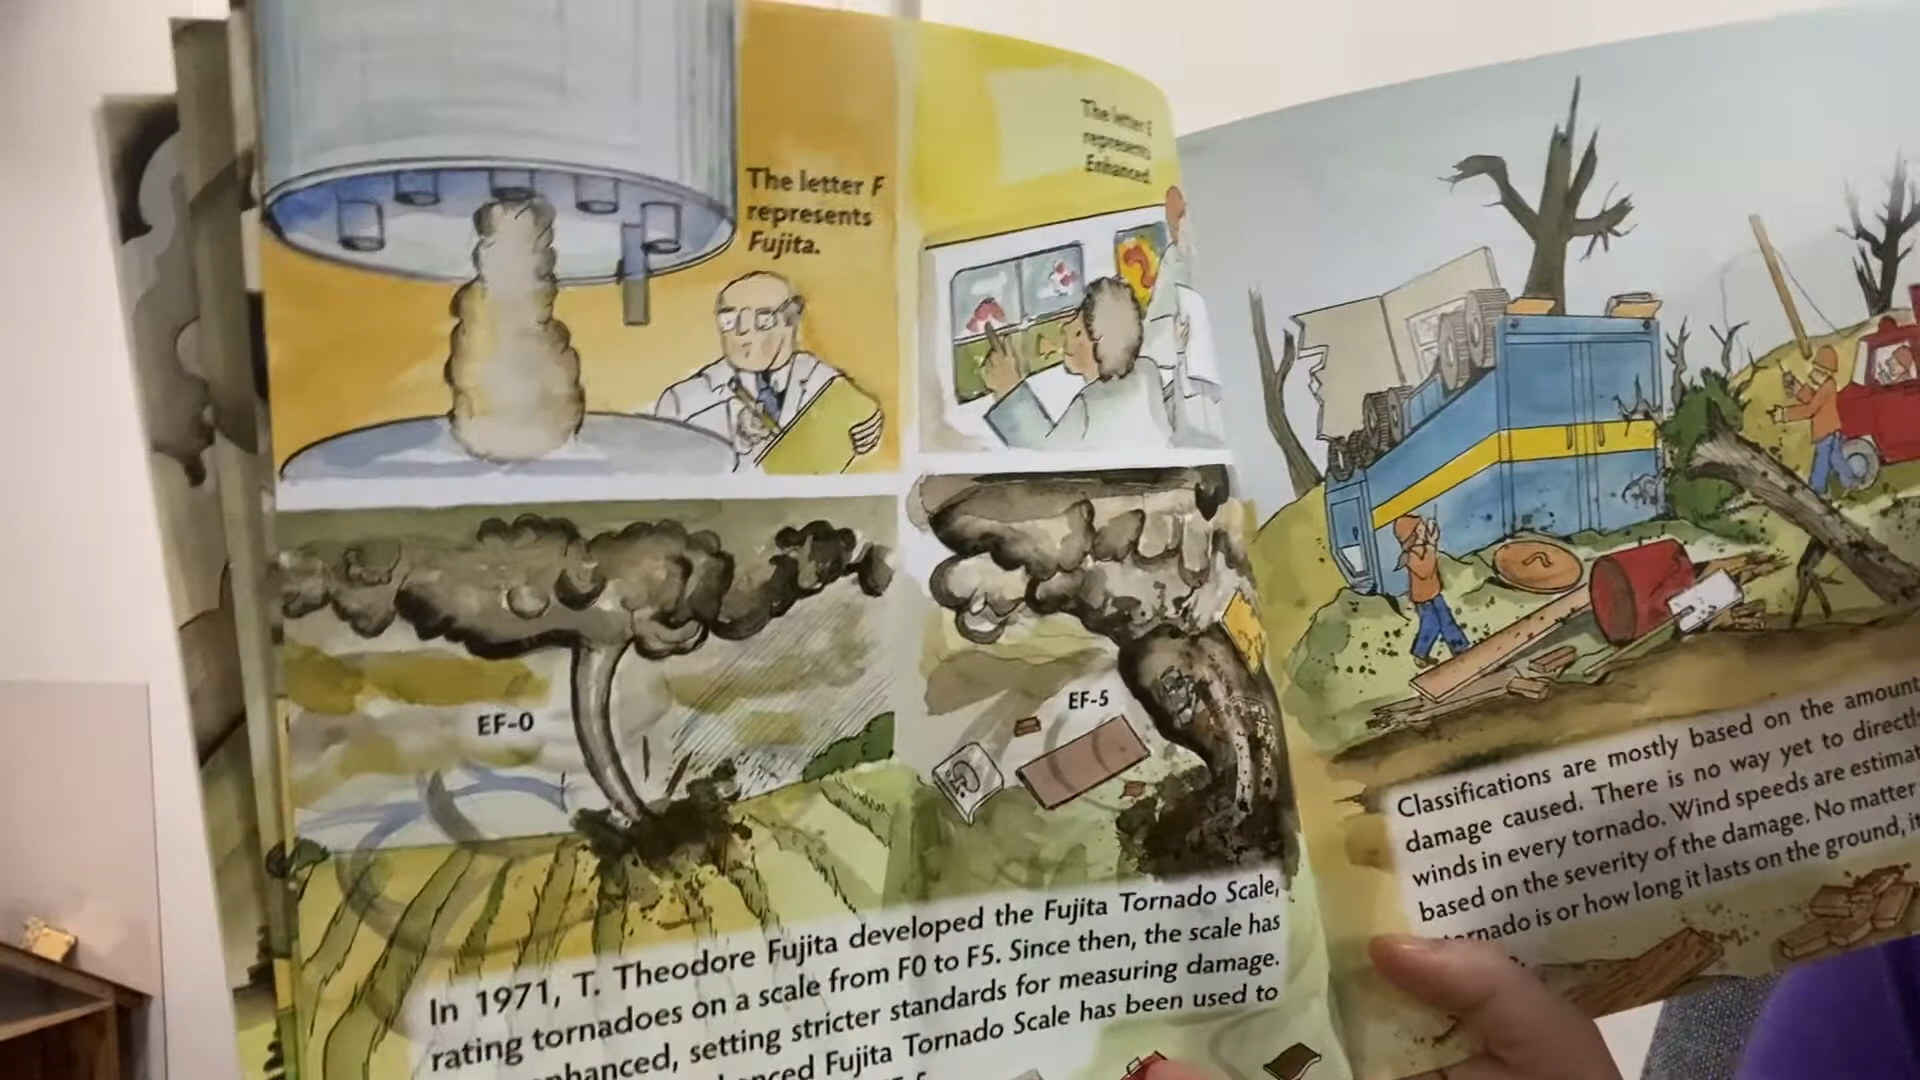 The letter F
represents
Fujita.
The letter E
represents
Enhanced.
EF-0
EF-5
In 1971, T. Theodore Fujita developed the Fujita Tornado Scale,
rating tornadoes on a scale from F0 to F5. Since then, the scale has
enhanced, setting stricter standards for measuring damage.
Fujita Tornado Scale has been used to
Classifications are mostly based on the amount
damage caused. There is no way yet to directly
winds in every tornado. Wind speeds are
based on the severity of the damage. No matter
is or how long it lasts on the ground, it